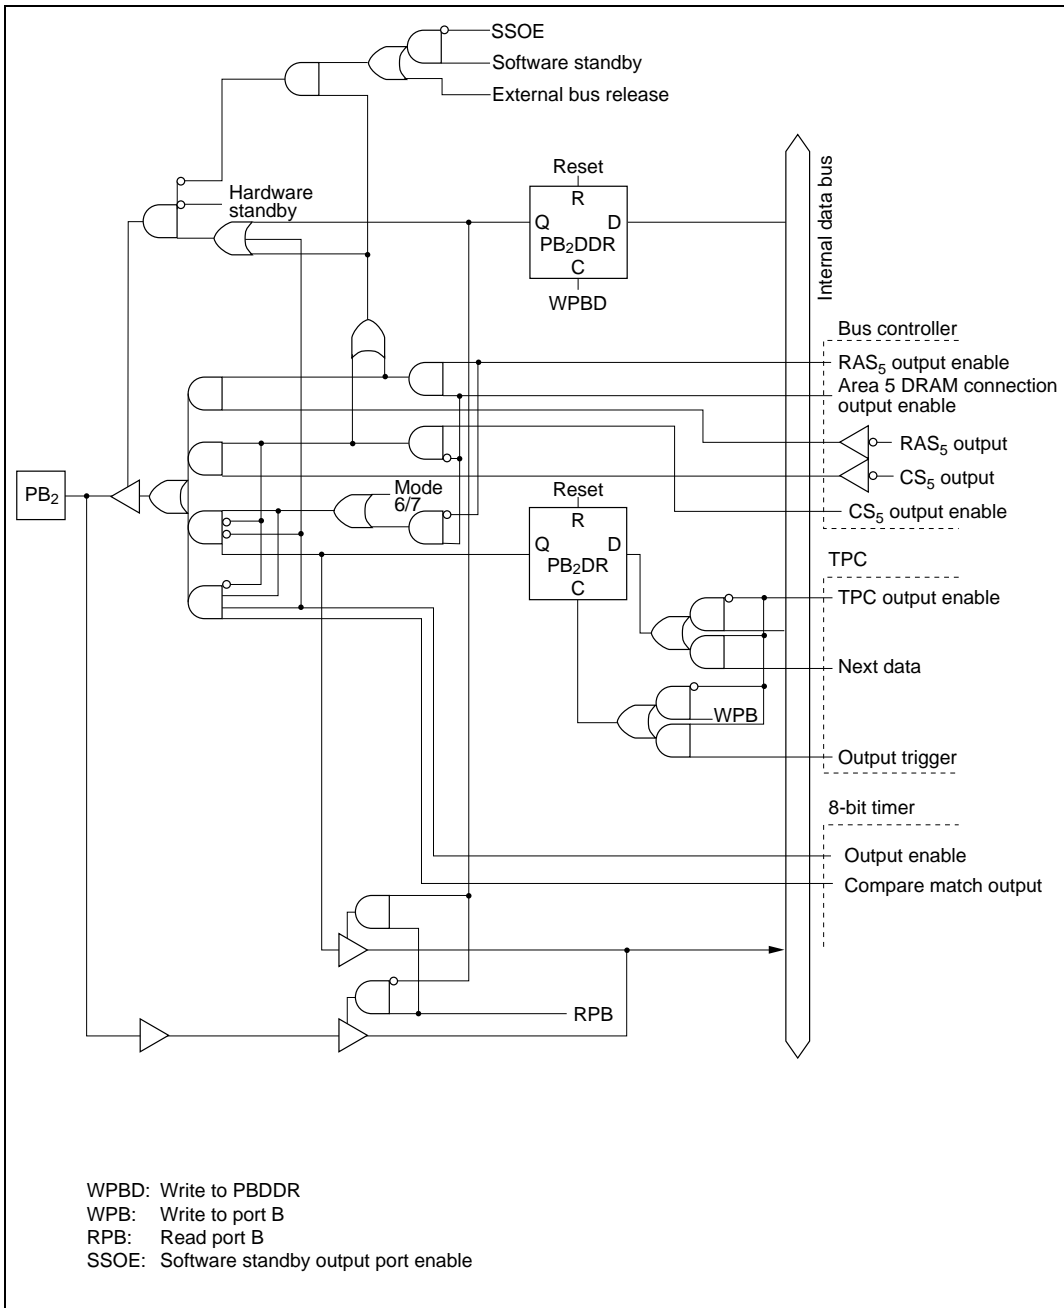 SSOE
Software standby
External bus release
Hardware
standby
Reset
R
Q D
PB2DDR
C
WPBD
Internal data bus
Bus controller
RAS5 output enable
Area 5 DRAM connection
output enable
RAS5 output
CS5 output
CS5 output enable
PB2
Mode
6/7
Reset
R
Q D
PB2DR
C
TPC
TPC output enable
Next data
WPB
Output trigger
8-bit timer
Output enable
Compare match output
RPB
WPBD: Write to PBDDR
WPB: Write to port B
RPB: Read port B
SSOE: Software standby output port enable